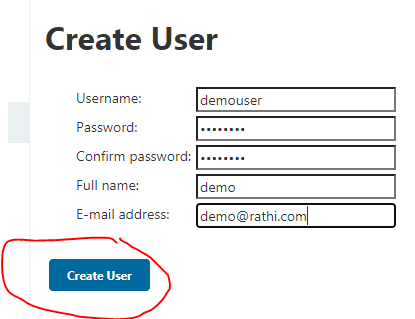 Create User
Username: demouser
Password: ••••••••
Confirm password: ••••••••
Full name: demo
E-mail address: demo@rathi.com
Create User